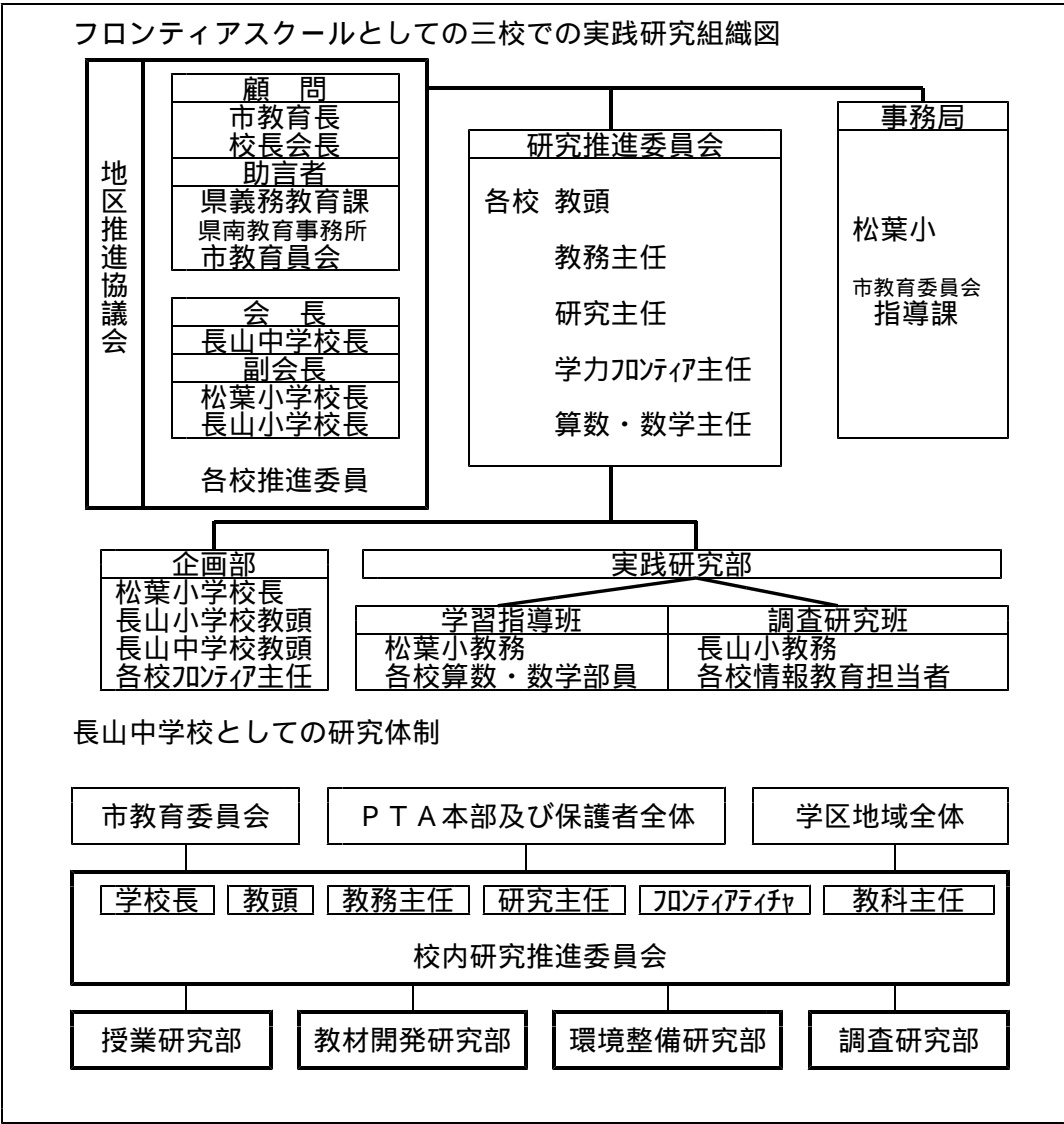 フロンティアスクールとしての三校での実践研究組織図
地区推進協議会
顧　問
市教育長
校長会長
助言者
県義務教育課
県南教育事務所
市教育員会
会　長
長山中学校長
副会長
松葉小学校長
長山小学校長
各校推進委員
研究推進委員会
各校 教頭
教務主任
研究主任
学力ﾌﾛﾝﾃｨｱ主任
算数・数学主任
事務局
松葉小
市教育委員会
指導課
企画部
松葉小学校長
長山小学校教頭
長山中学校教頭
各校ﾌﾛﾝﾃｨｱ主任
実践研究部
学習指導班
松葉小教務
各校算数・数学部員
調査研究班
長山小教務
各校情報教育担当者
長山中学校としての研究体制
市教育委員会
ＰＴＡ本部及び保護者全体
学区地域全体
学校長
教頭
教務主任
研究主任
ﾌﾛﾝﾃｨｱﾃｨﾁｬ
教科主任
校内研究推進委員会
授業研究部
教材開発研究部
環境整備研究部
調査研究部